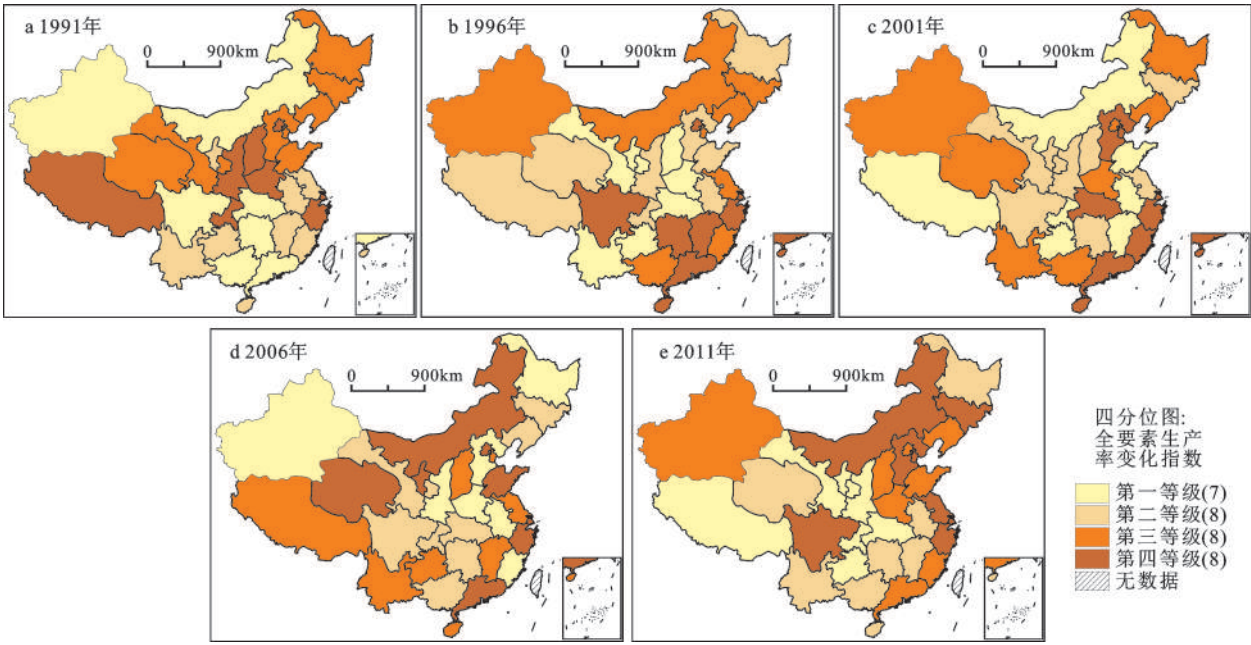 a 1991年
0 900km
b 1996年
0 900km
c 2001年
0 900km
d 2006年
0 900km
e 2011年
0 900km
四分位图:
全要素生产
率变化指数
第一等级(7)
第二等级(8)
第三等级(8)
第四等级(8)
无数据